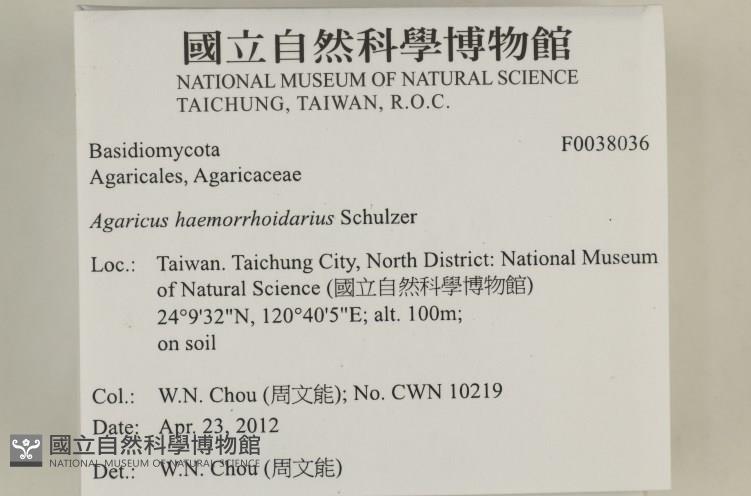 國立自然科學博物館
NATIONAL MUSEUM OF NATURAL SCIENCE
TAICHUNG, TAIWAN, R.O.C.
Basidiomycota F0038036
Agaricales, Agaricaceae
Agaricus haemorrhoidarius Schulzer
Loc.: Taiwan. Taichung City, North District: National Museum
of Natural Science (國立自然科學博物館)
24°9'32"N, 120°40'5"E; alt. 100m;
on soil
Col.: W.N. Chou (周文能); No. CWN 10219
Date: Apr. 23, 2012
國立自然科學博物館
NATIONAL MUSEUM OF NATURAL SCIENCE
Det.: W.N. Chou (周文能)